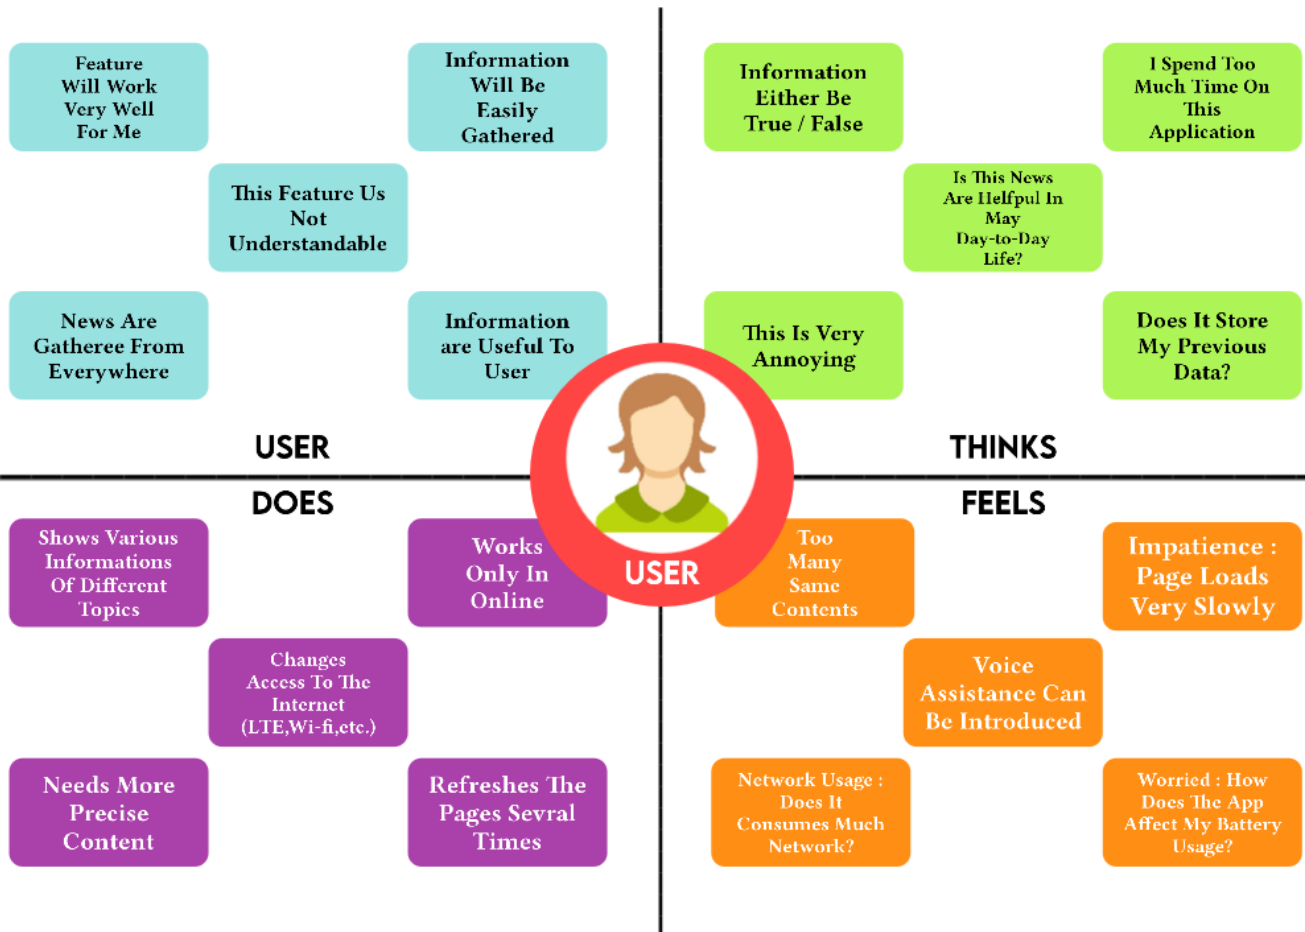 Feature
Will Work
Very Well
For Me
Information
Will Be
Easily
Gathered
This Feature Us
Not
Understandable
News Are
Gatheree From
Everywhere
Information
are Useful To
User
USER
Information
Either Be
True / False
I Spend Too
Much Time On
This
Application
Is This News
Are Helfpul In
May
Day-to-Day
Life?
This Is Very
Annoying
Does It Store
My Previous
Data?
THINKS
DOES
Shows Various
Informations
Of Different
Topics
Works
Only In
Online
Changes
Access To The
Internet
(LTE,Wi-fi,etc.)
Needs More
Precise
Content
Refreshes The
Pages Sevral
Times
USER
FEELS
Too
Many
Same
Contents
Impatience :
Page Loads
Very Slowly
Voice
Assistance Can
Be Introduced
Network Usage :
Does It
Consumes Much
Network?
Worried : How
Does The App
Affect My Battery
Usage?